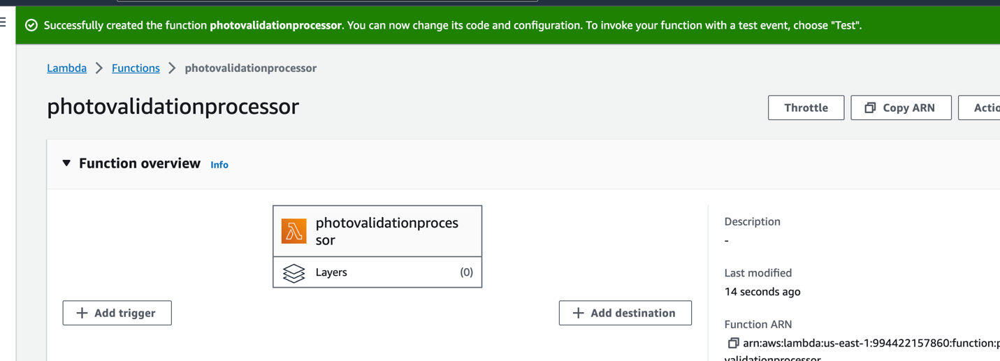 Successfully created the function photovalidationprocessor. You can now change its code and configuration. To invoke your function with a test event, choose "Test".
Lambda > Functions > photovalidationprocessor
photovalidationprocessor
Throttle
Copy ARN
Actio
Function overview Info
photovalidationproces
sor
Layers (0)
Add trigger
Add destination
Description
-
Last modified
14 seconds ago
Function ARN
arn:aws:lambda:us-east-1:994422157860:function:p
validationprocessor